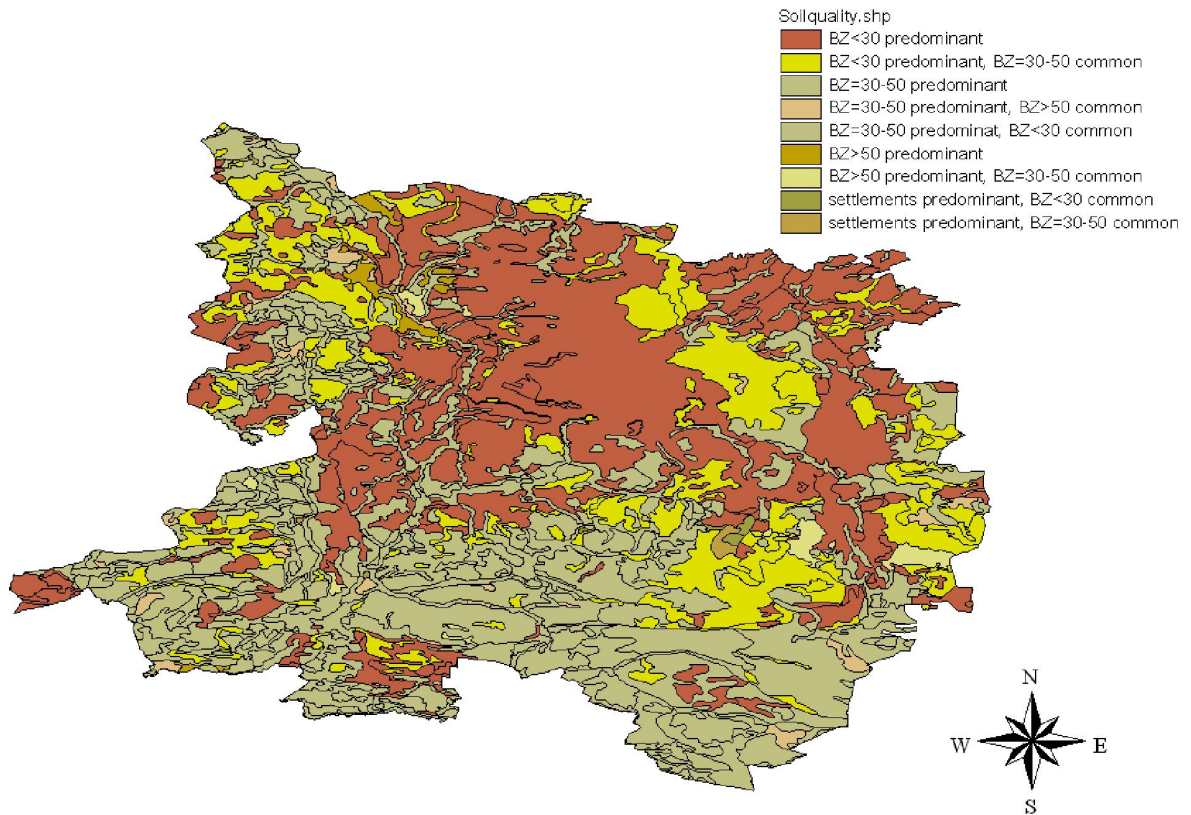 Soilquality.shp
BZ<30 predominant
BZ<30 predominant, BZ=30-50 common
BZ=30-50 predominant
BZ=30-50 predominant, BZ>50 common
BZ=30-50 predominat, BZ<30 common
BZ>50 predominant
BZ>50 predominant, BZ=30-50 common
settlements predominant, BZ<30 common
settlements predominant, BZ=30-50 common
N
W E
S